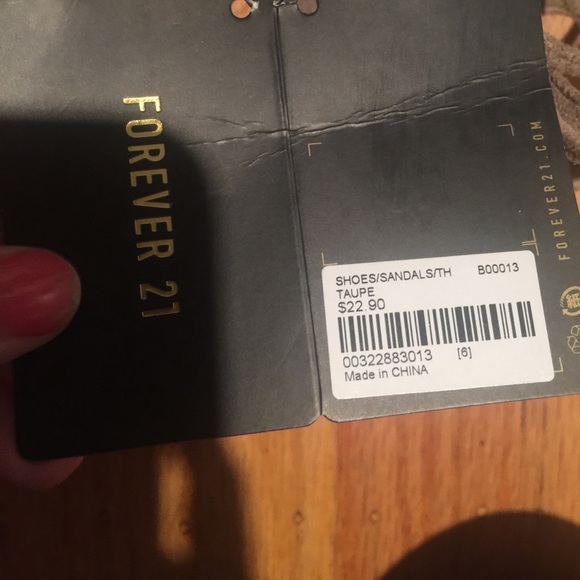 FOREVER 21
SHOES/SANDALS/TH B00013
TAUPE
$22.90
00322883013 [6]
Made in CHINA
FOREVER21.COM